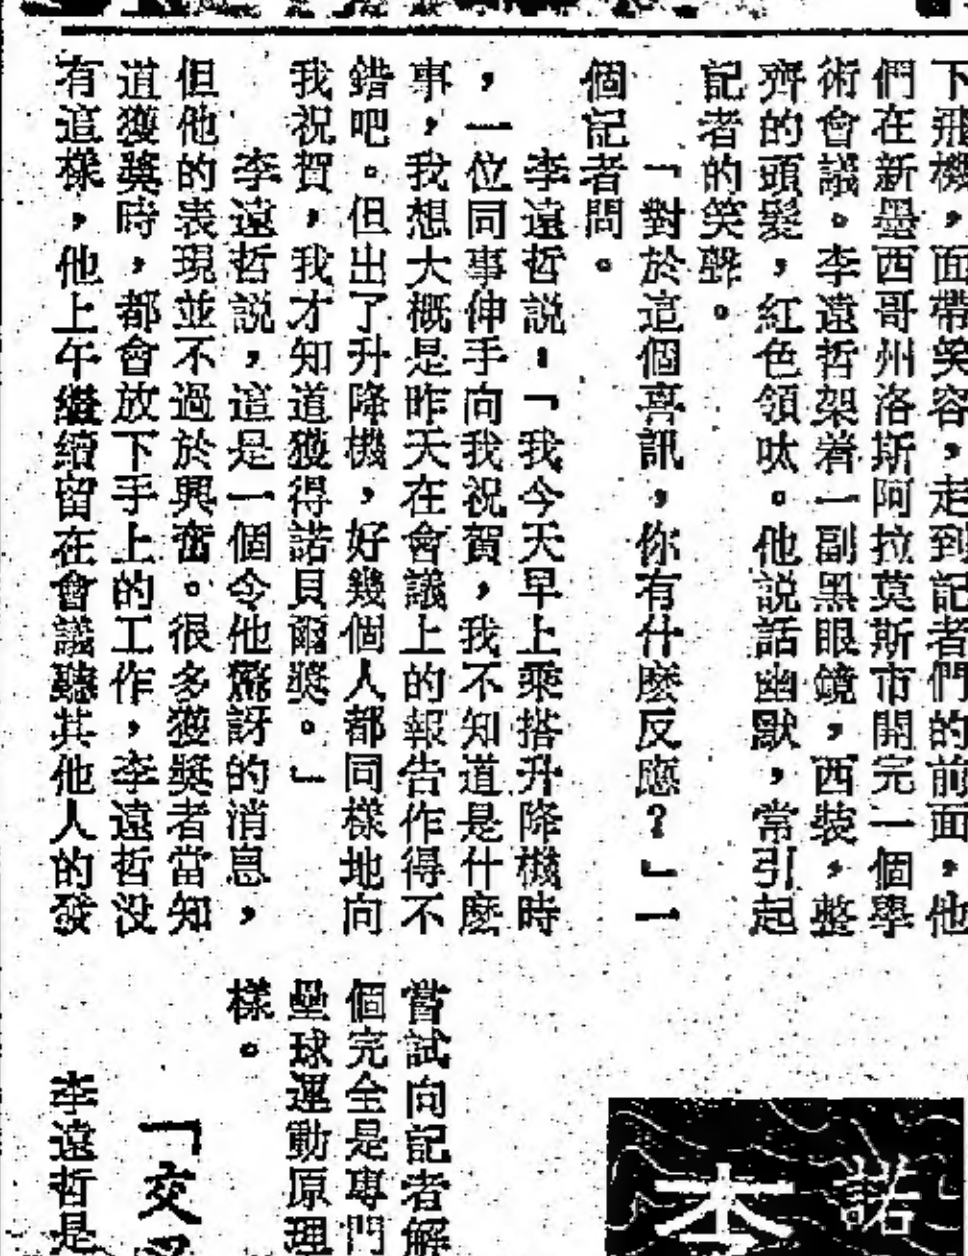 下飛機，面帶笑容，走到記者們的前面，他
們在新墨西哥州洛斯阿拉莫斯市開完一個學
術會議。李遠哲架着一副黑眼鏡，西裝，整
齊的頭髮，紅色領呔。他説話幽默，常引起
記者的笑聲。
「對於這個喜訊，你有什麽反應？」一
個記者問。
李遠哲説：「我今天早上乘搭升降機時
，一位同事伸手向我祝賀，我不知道是什麽
事，我想大概是昨天在會議上的報告作得不
錯吧。但出了升降機，好幾個人都同樣地向
我祝賀，我才知道獲得諾貝爾獎。」
李遠哲説，這是一個令他驚訝的消息，
但他的表現並不過於興奮。很多獲獎者當知
道獲獎時，都會放下手上的工作，李遠哲没
有這樣，他上午繼續留在會議聽其他人的發
嘗試向記者解
個完全是專門
壘球運動原理
樣。
「交
李遠哲是
諾
本